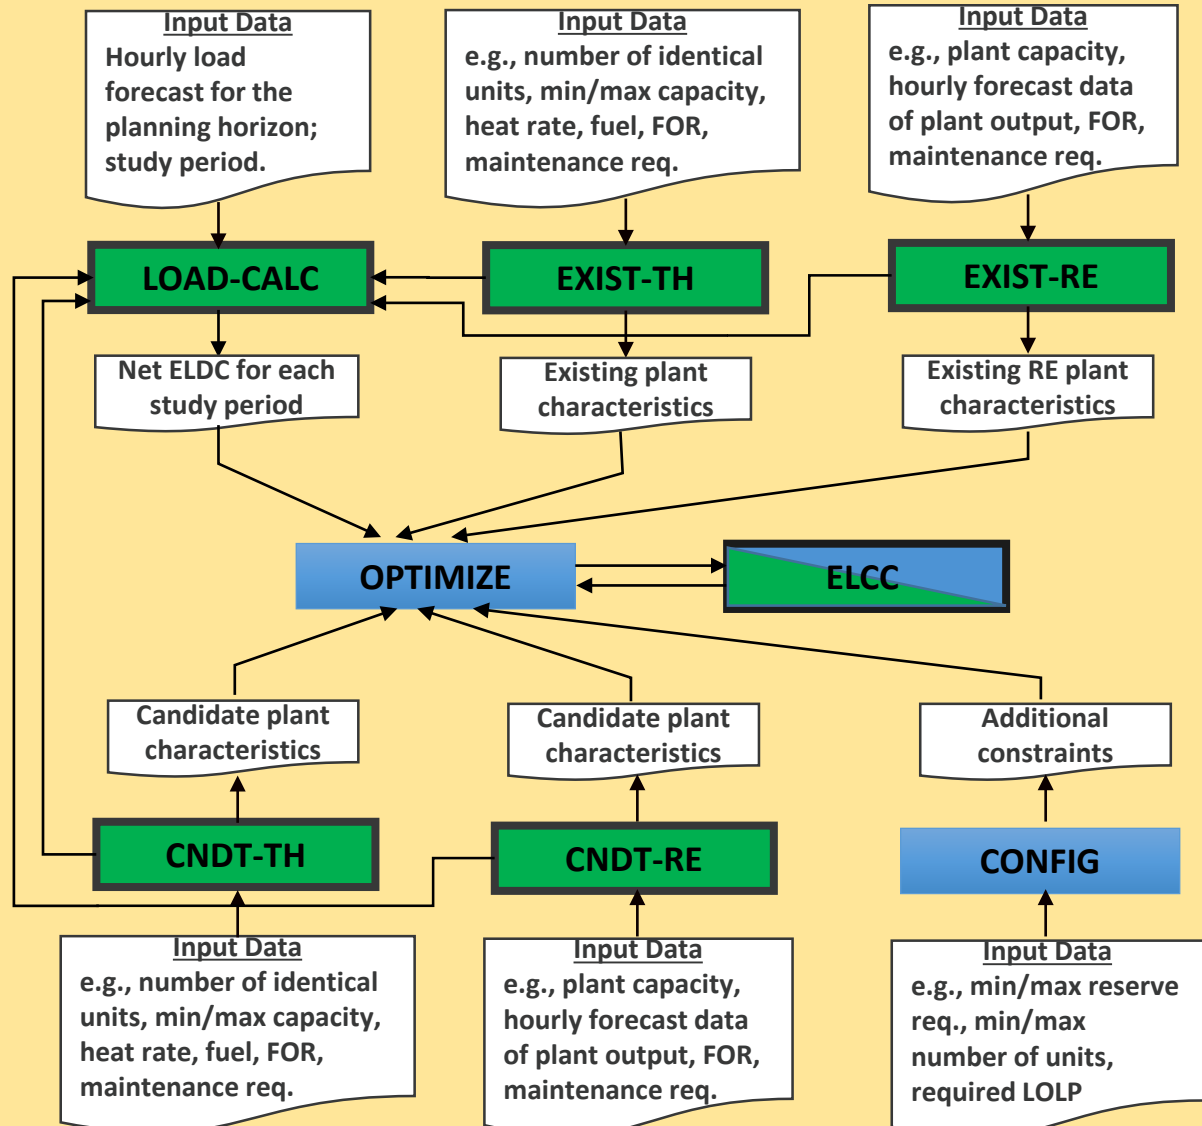 Input Data
Hourly load
forecast for the
planning horizon;
study period.
Input Data
e.g., number of identical
units, min/max capacity,
heat rate, fuel, FOR,
maintenance req.
Input Data
e.g., plant capacity,
hourly forecast data
of plant output, FOR,
maintenance req.
LOAD-CALC
EXIST-TH
EXIST-RE
Net ELDC for each
study period
Existing plant
characteristics
Existing RE plant
characteristics
OPTIMIZE
ELCC
Candidate plant
characteristics
Candidate plant
characteristics
Additional
constraints
CNDT-TH
CNDT-RE
CONFIG
Input Data
e.g., number of identical
units, min/max capacity,
heat rate, fuel, FOR,
maintenance req.
Input Data
e.g., plant capacity,
hourly forecast data
of plant output, FOR,
maintenance req.
Input Data
e.g., min/max reserve
req., min/max
number of units,
required LOLP